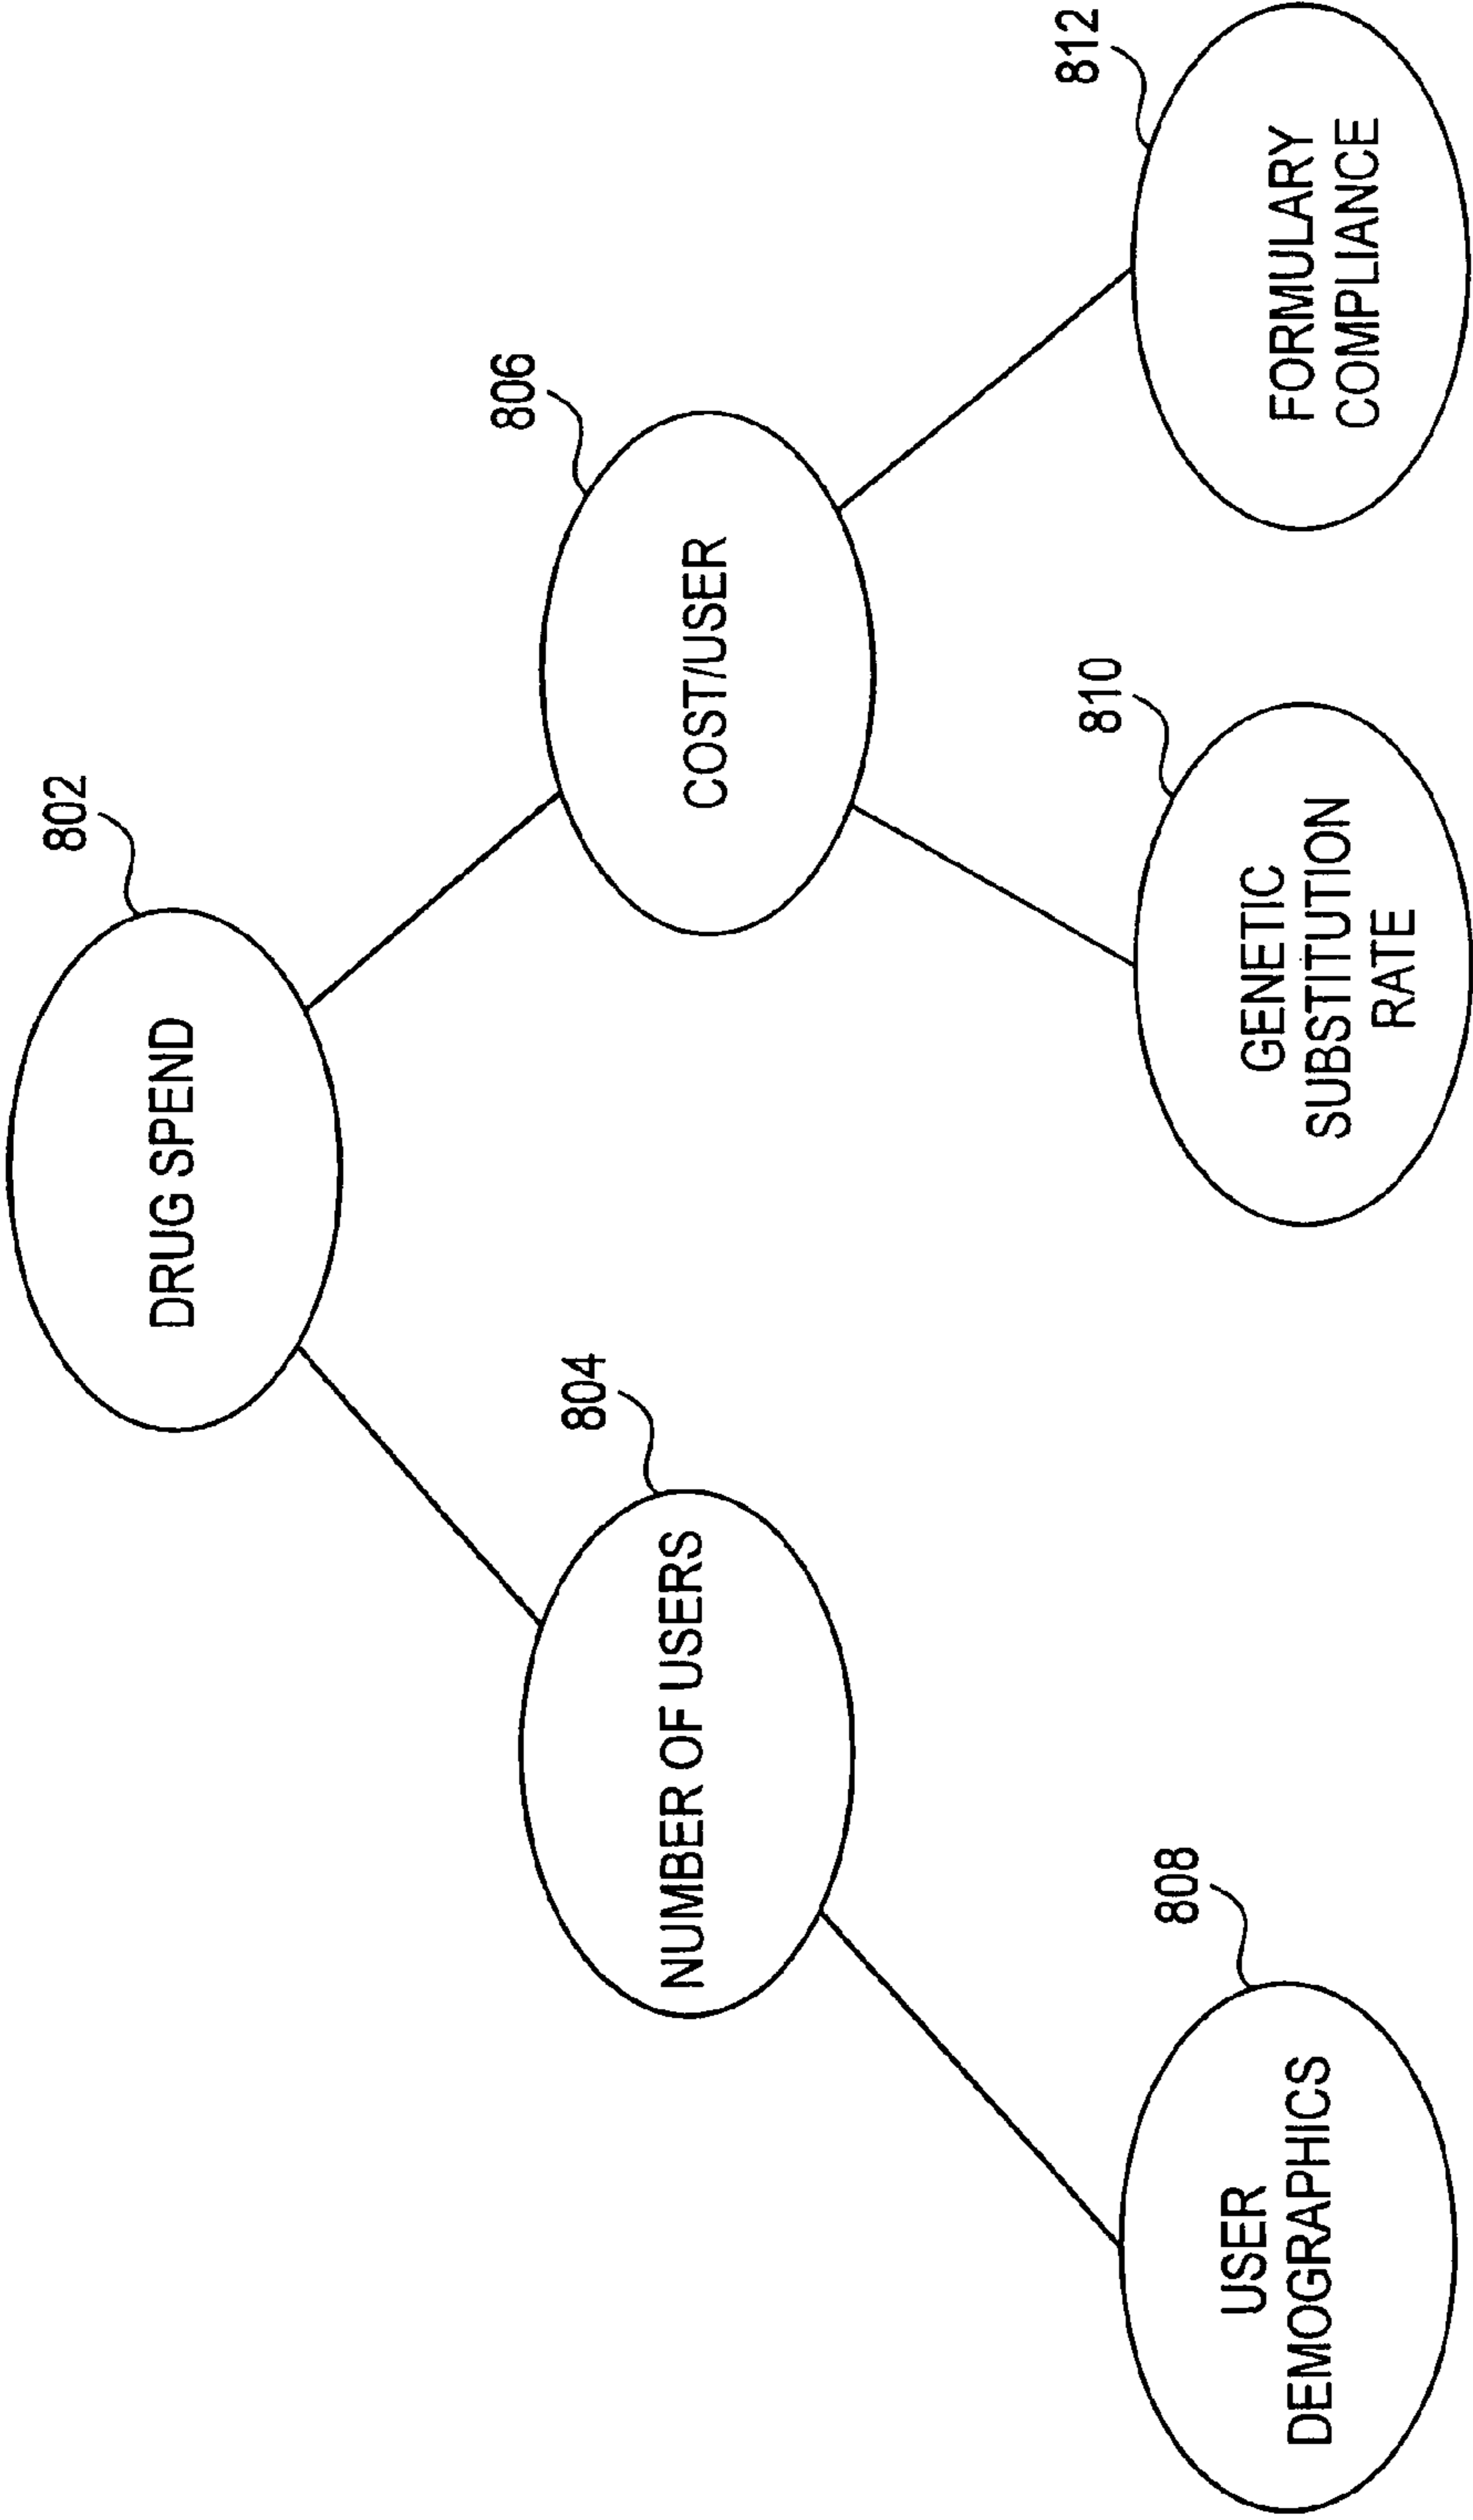 802
DRUG SPEND
804
NUMBER OF USERS
806
COST/USER
808
USER
DEMOGRAPHICS
810
GENETIC
SUBSTITUTION
RATE
812
FORMULARY
COMPLIANCE